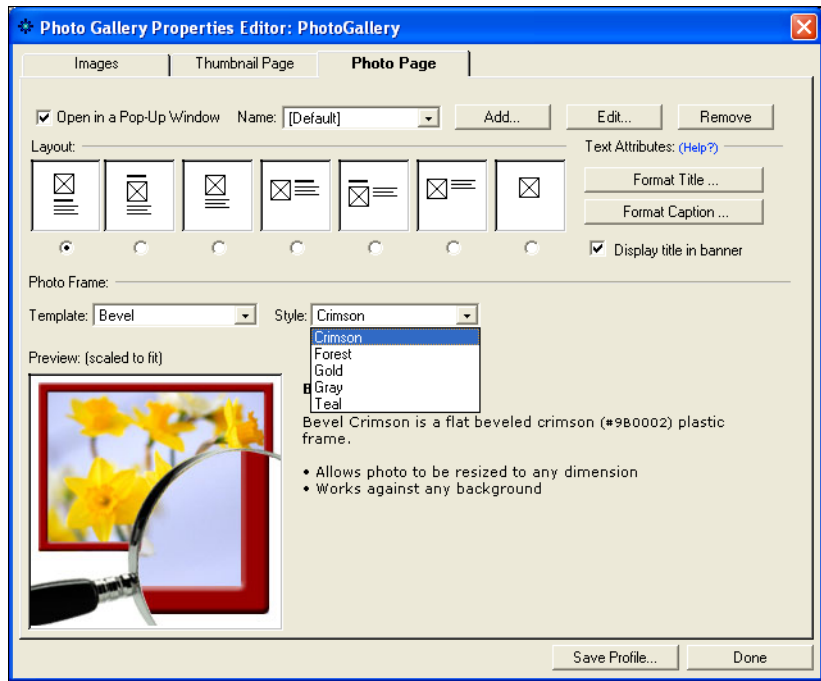 Photo Gallery Properties Editor: PhotoGallery
Images
Thumbnail Page
Photo Page
Open in a Pop-Up Window Name: [Default] Add... Edit... Remove
Layout:
Text Attributes: (Help?)
Format Title ...
Format Caption ...
Display title in banner
Photo Frame:
Template: Bevel Style: Crimson
Crimson
Forest
Gold
Gray
Teal
Preview: (scaled to fit)
Bevel Crimson is a flat beveled crimson (#9B0002) plastic
frame.
• Allows photo to be resized to any dimension
• Works against any background
Save Profile... Done